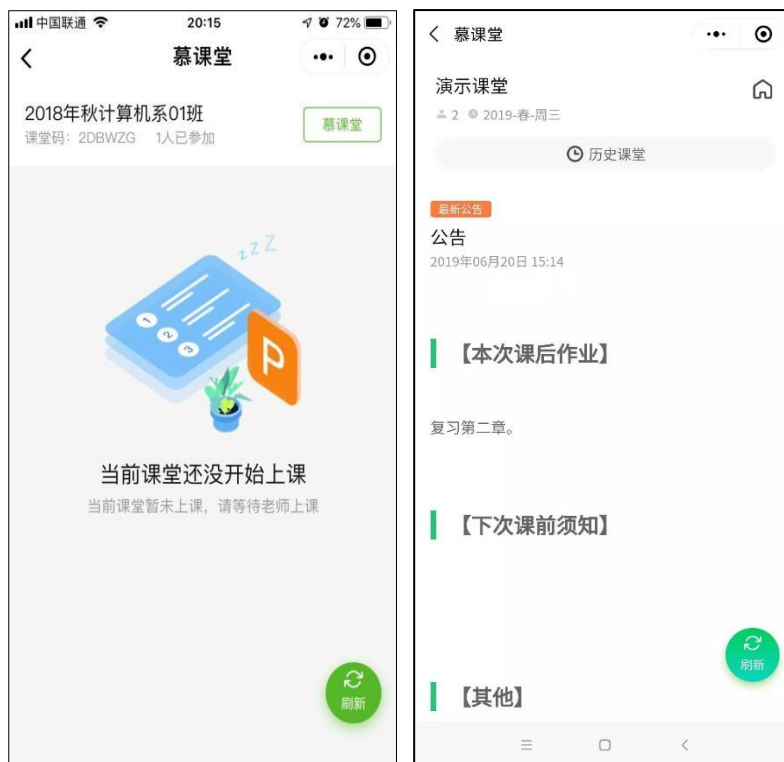 中国联通 20:15 72%
慕课堂
2018年秋计算机系01班
慕课堂
课堂码：2DBWZG 1人已参加
zzZ
1
2
3
P
当前课堂还没开始上课
当前课堂暂未上课，请等待老师上课
刷新
慕课堂
演示课堂
2 2019-春-周三
历史课堂
最新公告
公告
2019年06月20日 15:14
【本次课后作业】
复习第二章。
【下次课前须知】
刷新
【其他】